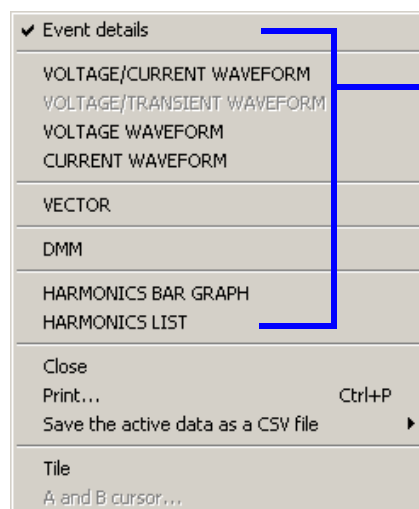 Event details
VOLTAGE/CURRENT WAVEFORM
VOLTAGE/TRANSIENT WAVEFORM
VOLTAGE WAVEFORM
CURRENT WAVEFORM
VECTOR
DMM
HARMONICS BAR GRAPH
HARMONICS LIST
Close
Print... Ctrl+P
Save the active data as a CSV file
Tile
A and B cursor...